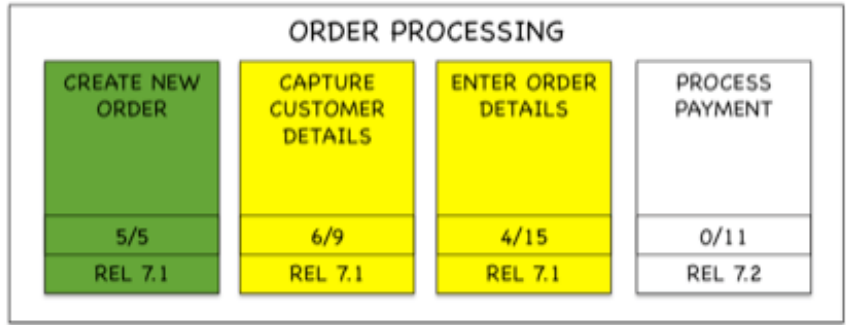 ORDER PROCESSING
CREATE NEW
ORDER
5/5
REL 7.1
CAPTURE
CUSTOMER
DETAILS
6/9
REL 7.1
ENTER ORDER
DETAILS
4/15
REL 7.1
PROCESS
PAYMENT
0/11
REL 7.2